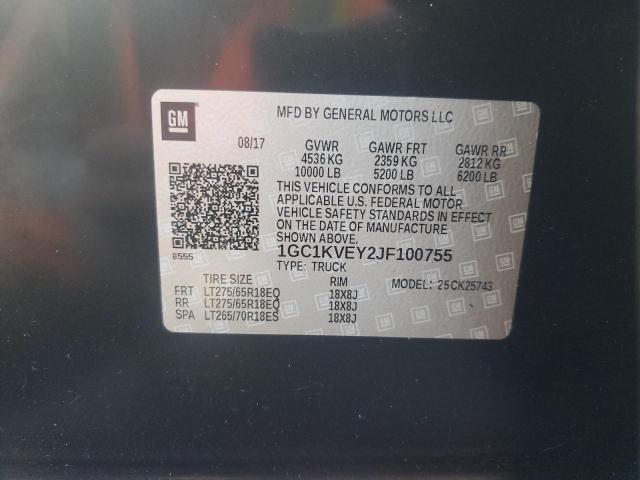 GM
MFD BY GENERAL MOTORS LLC
08/17 GVWR GAWR FRT GAWR RR
4536 KG 2359 KG 2812 KG
10000 LB 5200 LB 6200 LB
THIS VEHICLE CONFORMS TO ALL
APPLICABLE U.S. FEDERAL MOTOR
VEHICLE SAFETY STANDARDS IN EFFECT
ON THE DATE OF MANUFACTURE
SHOWN ABOVE.
8555
1GC1KVEY2JF100755
TYPE: TRUCK
TIRE SIZE RIM MODEL: 25CK25743
FRT LT275/65R18EQ 18X8J
RR LT275/65R18EQ 18X8J
SPA LT265/70R18ES 18X8J